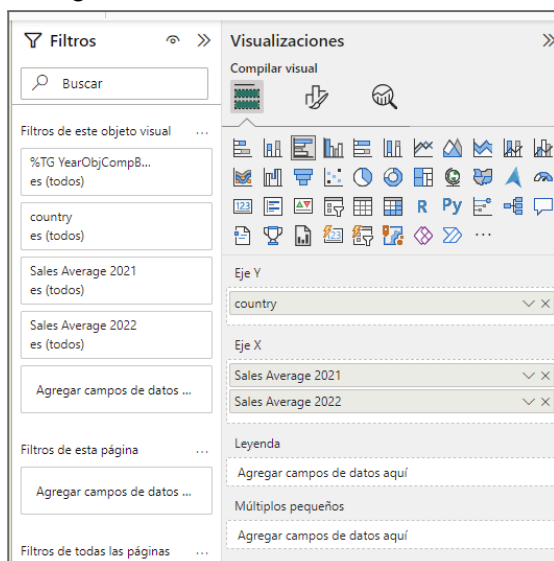 Filtros
Buscar
Filtros de este objeto visual ...
%TG YearObjCompB...
es (todos)
country
es (todos)
Sales Average 2021
es (todos)
Sales Average 2022
es (todos)
Agregar campos de datos ...
Filtros de esta página ...
Agregar campos de datos ...
Filtros de todas las páginas ...
Visualizaciones
Compilar visual
123
R
Py
...
Eje Y
country
Eje X
Sales Average 2021
Sales Average 2022
Leyenda
Agregar campos de datos aquí
Múltiplos pequeños
Agregar campos de datos aquí